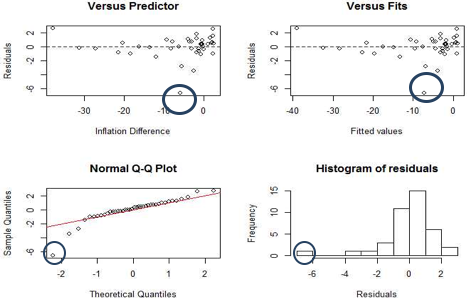 Versus Predictor
Versus Fits
Residuals
2
0
-2
-6
-30
-20
-10
0
Inflation Difference
Residuals
2
0
-2
-6
-40
-30
-20
-10
0
Fitted values
Normal Q-Q Plot
Histogram of residuals
Sample Quantiles
2
0
-2
-6
-2
-1
0
1
2
Theoretical Quantiles
Frequency
15
10
5
0
-6
-4
-2
0
2
Residuals